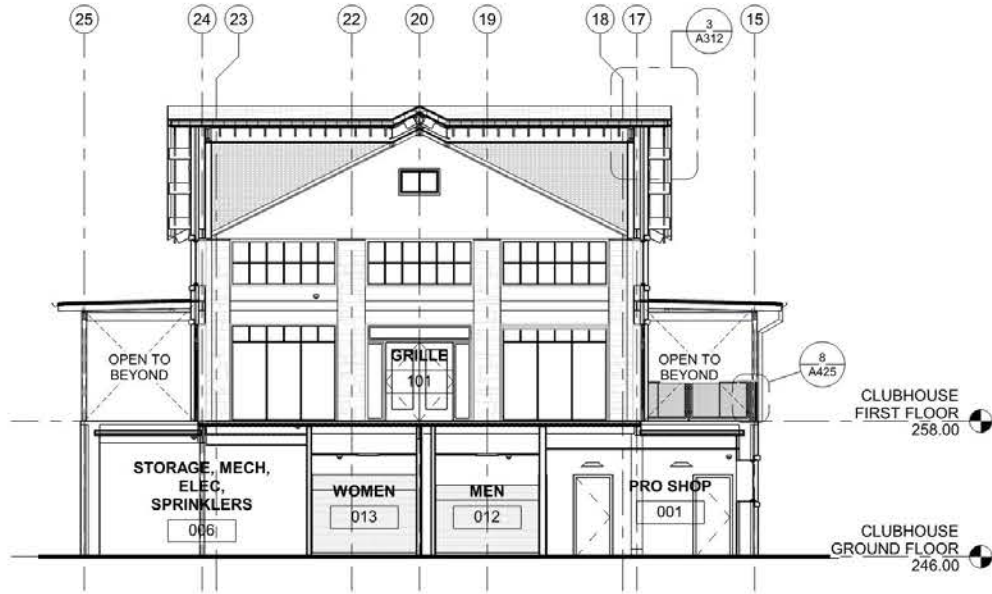 25
24
23
22
20
19
18
17
15
3
A312
GRILLE
101
OPEN TO
BEYOND
OPEN TO
BEYOND
8
A425
CLUBHOUSE
FIRST FLOOR
258.00
STORAGE, MECH,
ELEC,
SPRINKLERS
006
WOMEN
013
MEN
012
PRO SHOP
001
CLUBHOUSE
GROUND FLOOR
246.00